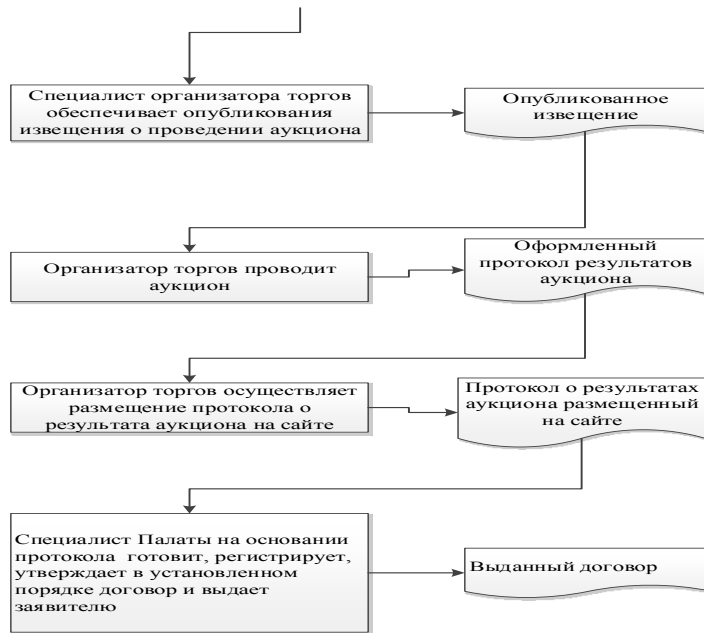 Специалист организатора торгов
обеспечивает опубликования
извещения о проведении аукциона
Опубликованное
извещение
Организатор торгов проводит
аукцион
Оформленный
протокол результатов
аукциона
Организатор торгов осуществляет
размещение протокола о
результата аукциона на сайте
Протокол о результатах
аукциона размещенный
на сайте
Специалист Палаты на основании
протокола готовит, регистрирует,
утверждает в установленном
порядке договор и выдает
заявителю
Выданный договор